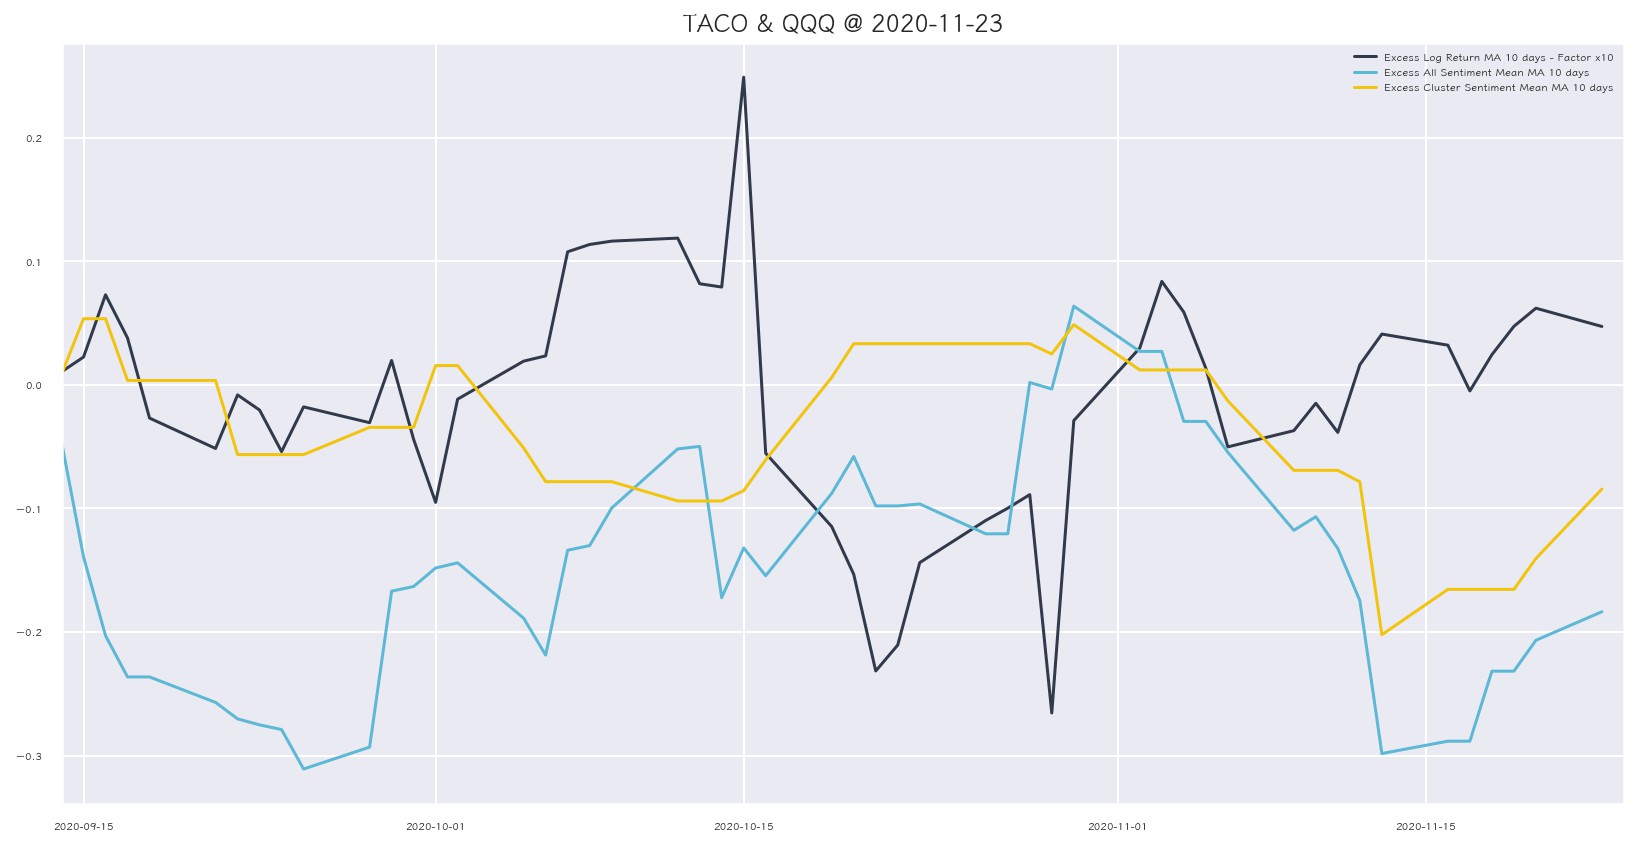 TACO & QQQ @ 2020-11-23
Excess Log Return MA 10 days - Factor x10
Excess All Sentiment Mean MA 10 days
Excess Cluster Sentiment Mean MA 10 days
0.2
0.1
0.0
−0.1
−0.2
−0.3
2020-09-15
2020-10-01
2020-10-15
2020-11-01
2020-11-15